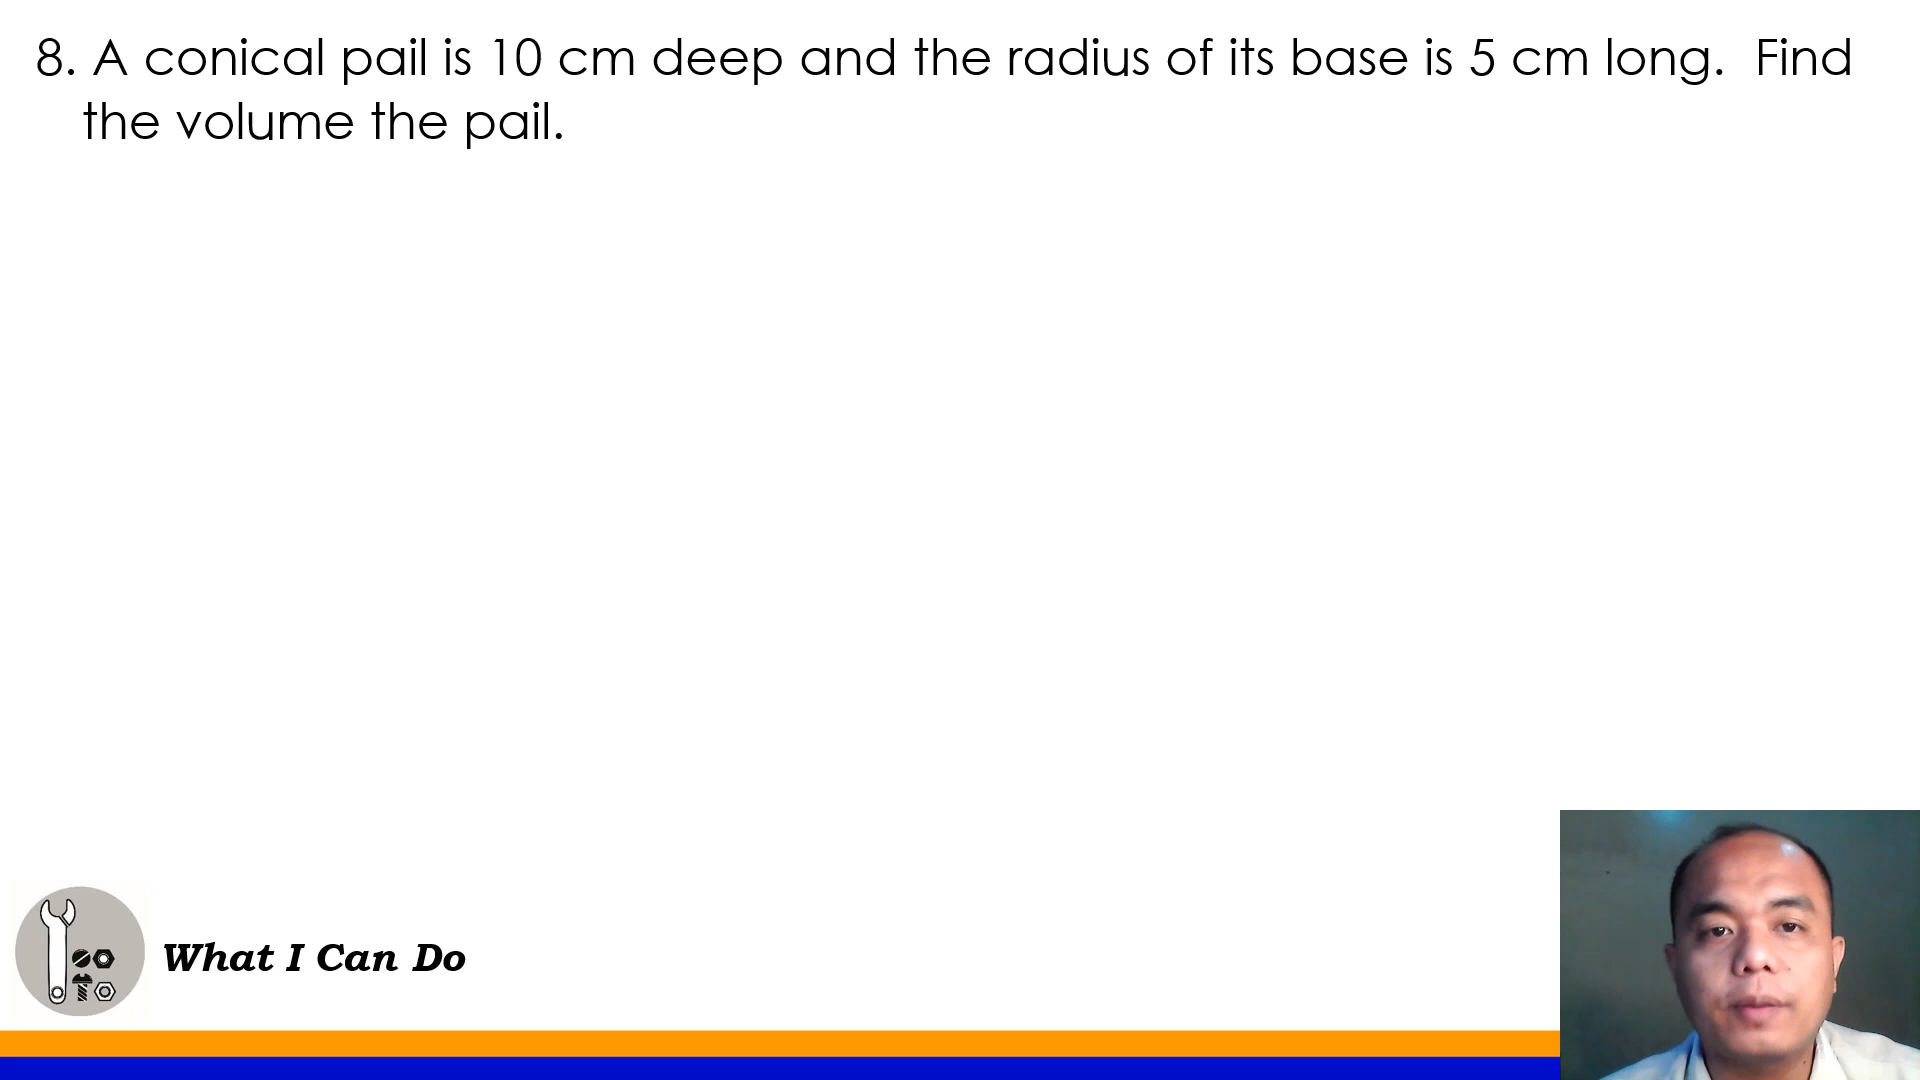 8. A conical pail is 10 cm deep and the radius of its base is 5 cm long. Find
the volume the pail.
What I Can Do